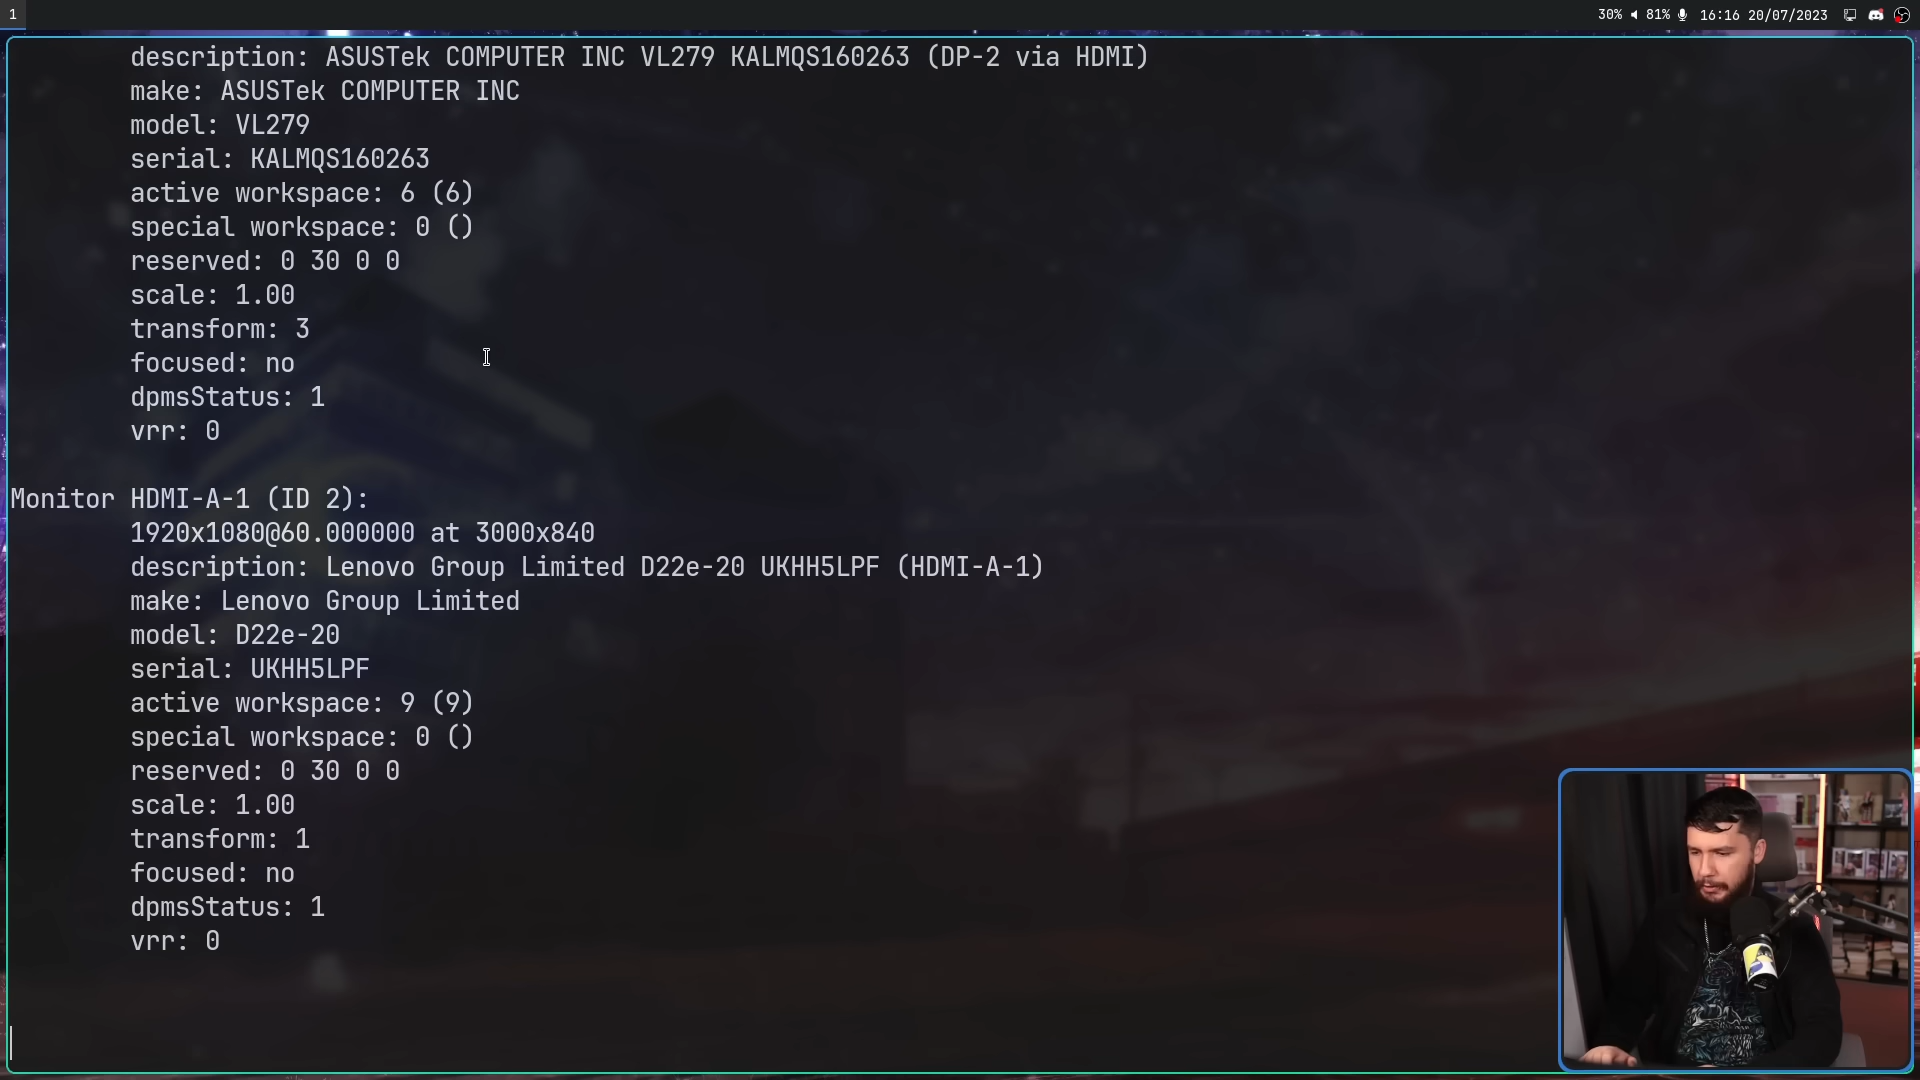 1
30% 81% 16:16 20/07/2023
description: ASUSTek COMPUTER INC VL279 KALMQS160263 (DP-2 via HDMI)
make: ASUSTek COMPUTER INC
model: VL279
serial: KALMQS160263
active workspace: 6 (6)
special workspace: 0 ()
reserved: 0 30 0 0
scale: 1.00
transform: 3
focused: no
dpmsStatus: 1
vrr: 0
Monitor HDMI-A-1 (ID 2):
1920x1080@60.000000 at 3000x840
description: Lenovo Group Limited D22e-20 UKHH5LPF (HDMI-A-1)
make: Lenovo Group Limited
model: D22e-20
serial: UKHH5LPF
active workspace: 9 (9)
special workspace: 0 ()
reserved: 0 30 0 0
scale: 1.00
transform: 1
focused: no
dpmsStatus: 1
vrr: 0